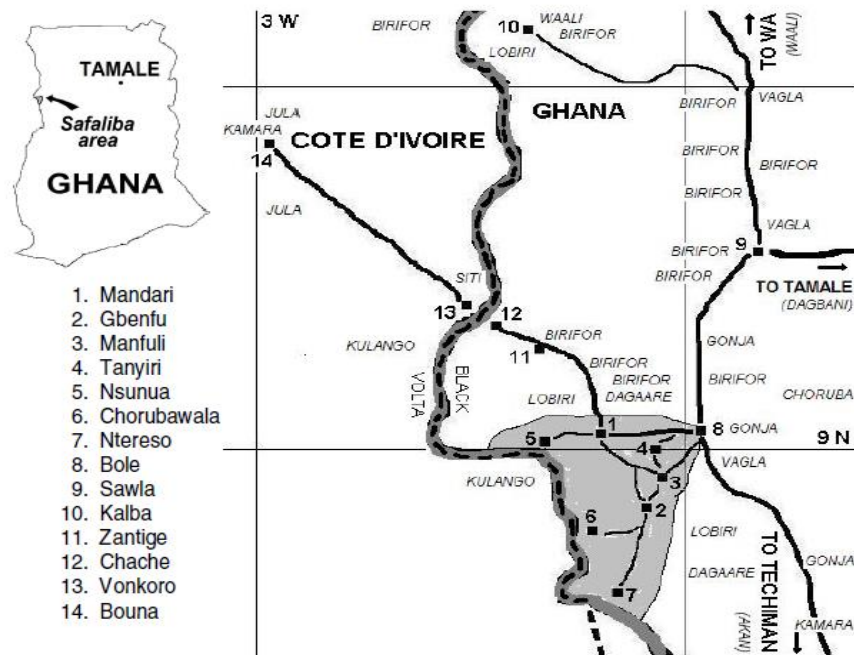 TAMALE
Safaliba
area
GHANA
1. Mandari
2. Gbenfu
3. Manfuli
4. Tanyiri
5. Nsunua
6. Chorubawala
7. Ntereso
8. Bole
9. Sawla
10. Kalba
11. Zantige
12. Chache
13. Vonkoro
14. Bouna
3 W
BIRIFOR
10
WAALI
BIRIFOR
LOBIRI
TO WA
(WAALI)
JULA
KAMARA
14
COTE D'IVOIRE
GHANA
BIRIFOR
VAGLA
BIRIFOR
BIRIFOR
BIRIFOR
JULA
VAGLA
BIRIFOR
9
BIRIFOR
SITI
TO TAMALE
(DAGBANI)
13
12
KULANGO
BIRIFOR
11
BIRIFOR
GONJA
BLACK
VOLTA
BIRIFOR
DAGAARE
BIRIFOR
CHORUBA
LOBIRI
1
8
GONJA
9 N
5
4
VAGLA
KULANGO
3
2
6
LOBIRI
GONJA
DAGAARE
7
TO TECHIMAN
(AKAN)
KAMARA